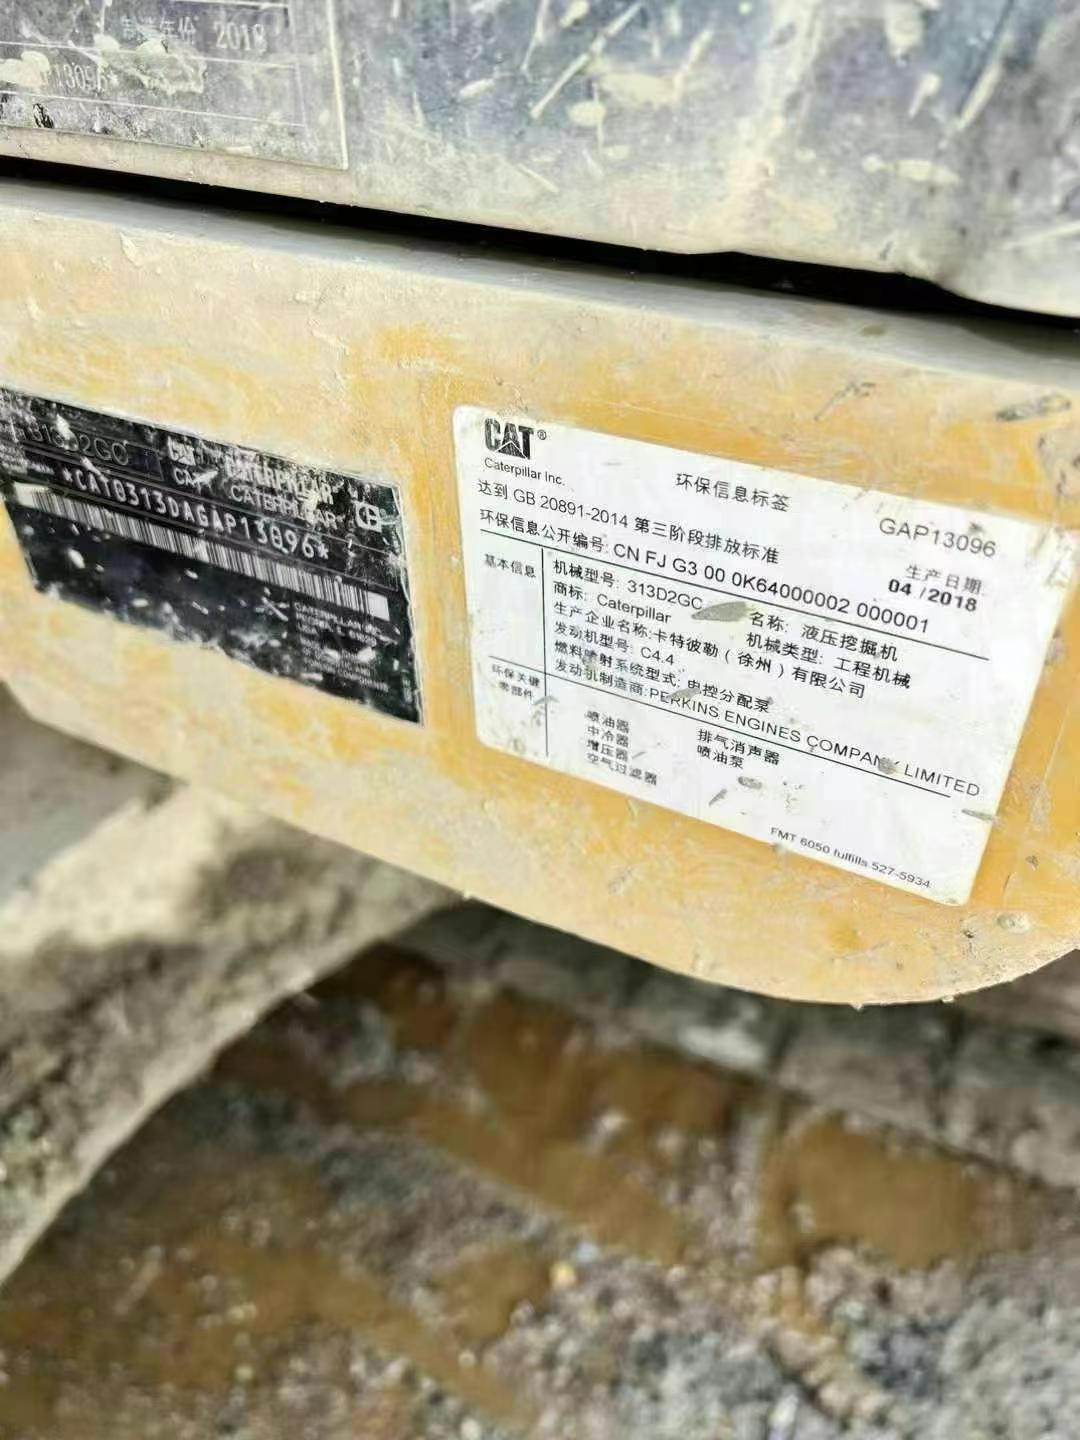 制造年份 2018
13096*
313D2GC
CAT CATERPILLAR
CAT CATERPILLAR
*CAT0313DAGAP13096*
CATERPILLAR INC.
CAT®
Caterpillar Inc.
环保信息标签
GAP13096
达到 GB 20891-2014 第三阶段排放标准
生产日期
04 /2018
环保信息公开编号: CN FJ G3 00 0K64000002 000001
基本信息
机械型号: 313D2GC
名称: 液压挖掘机
商标: Caterpillar
机械类型: 工程机械
生产企业名称:卡特彼勒（徐州）有限公司
发动机型号: C4.4
燃料喷射系统型式: 电控分配泵
发动机制造商:PERKINS ENGINES COMPANY LIMITED
环保关键
零部件
喷油器
排气消声器
中冷器
喷油泵
增压器
空气过滤器
FMT 6050 fulfills 527-5934